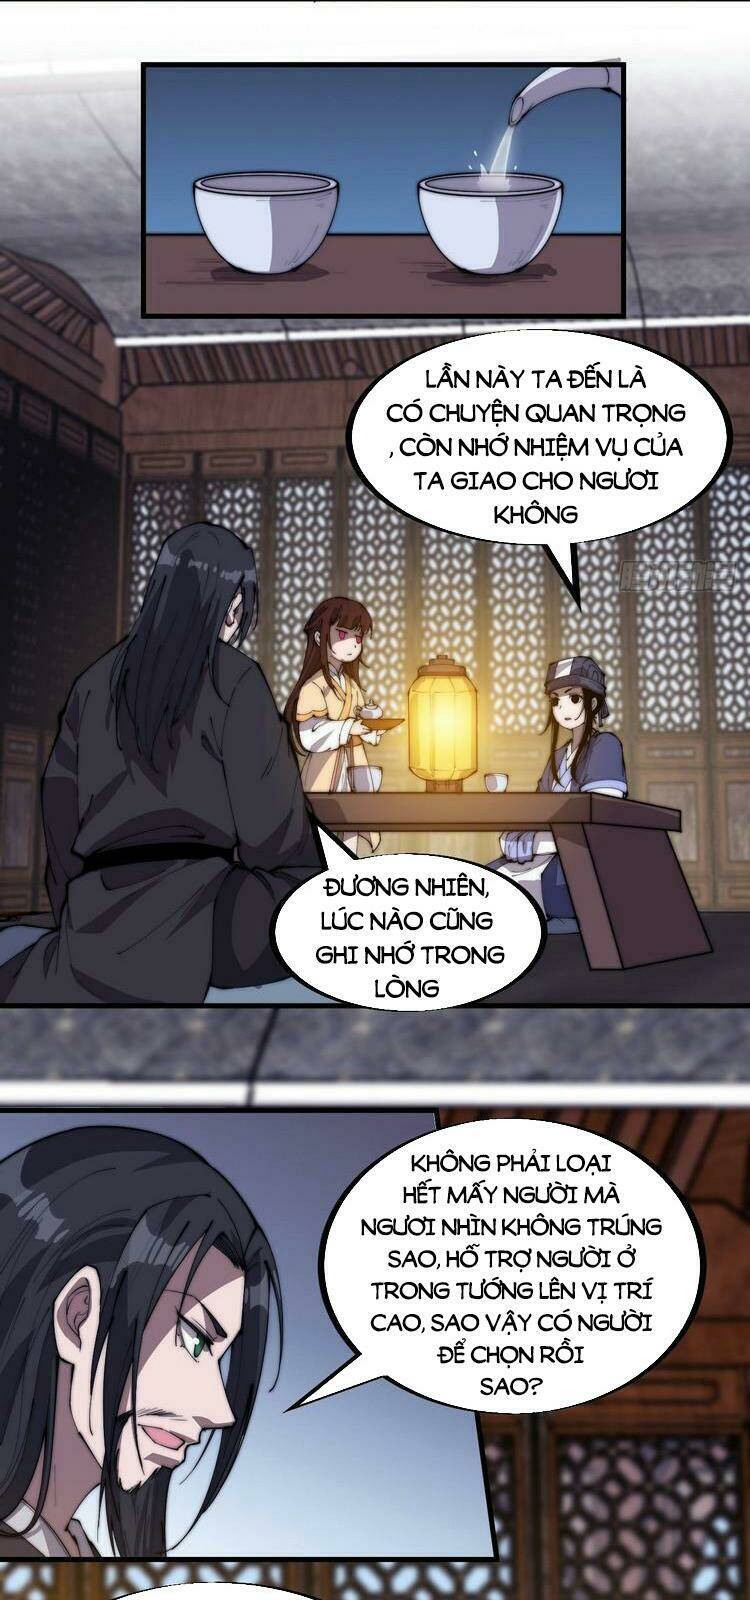 LẦN NÀY TA ĐẾN LÀ
CÓ CHUYỆN QUAN TRỌNG
, CÒN NHỚ NHIỆM VỤ CỦA
TA GIAO CHO NGƯƠI
KHÔNG
ĐƯƠNG NHIÊN,
LÚC NÀO CŨNG
GHI NHỚ TRONG
LÒNG
KHÔNG PHẢI LOẠI
HẾT MẤY NGƯỜI MÀ
NGƯƠI NHÌN KHÔNG TRÚNG
SAO, HỖ TRỢ NGƯỜI Ở
TRONG TƯỚNG LÊN VỊ TRÍ
CAO, SAO VẬY CÓ NGƯỜI
ĐỂ CHỌN RỒI
SAO?